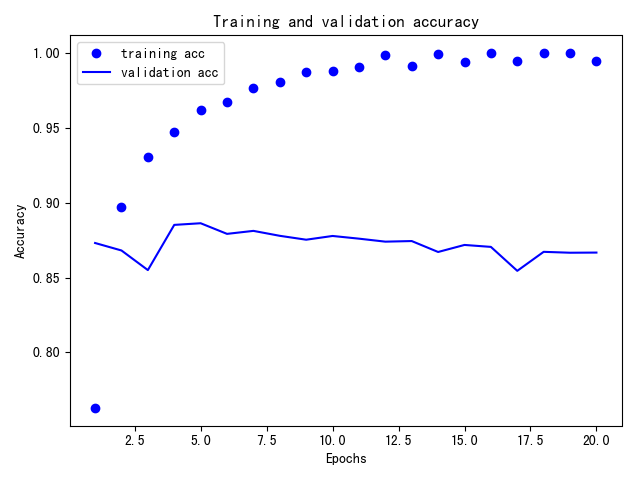 Training and validation accuracy
training acc
validation acc
1.00
0.95
0.90
0.85
0.80
Accuracy
2.5 5.0 7.5 10.0 12.5 15.0 17.5 20.0
Epochs